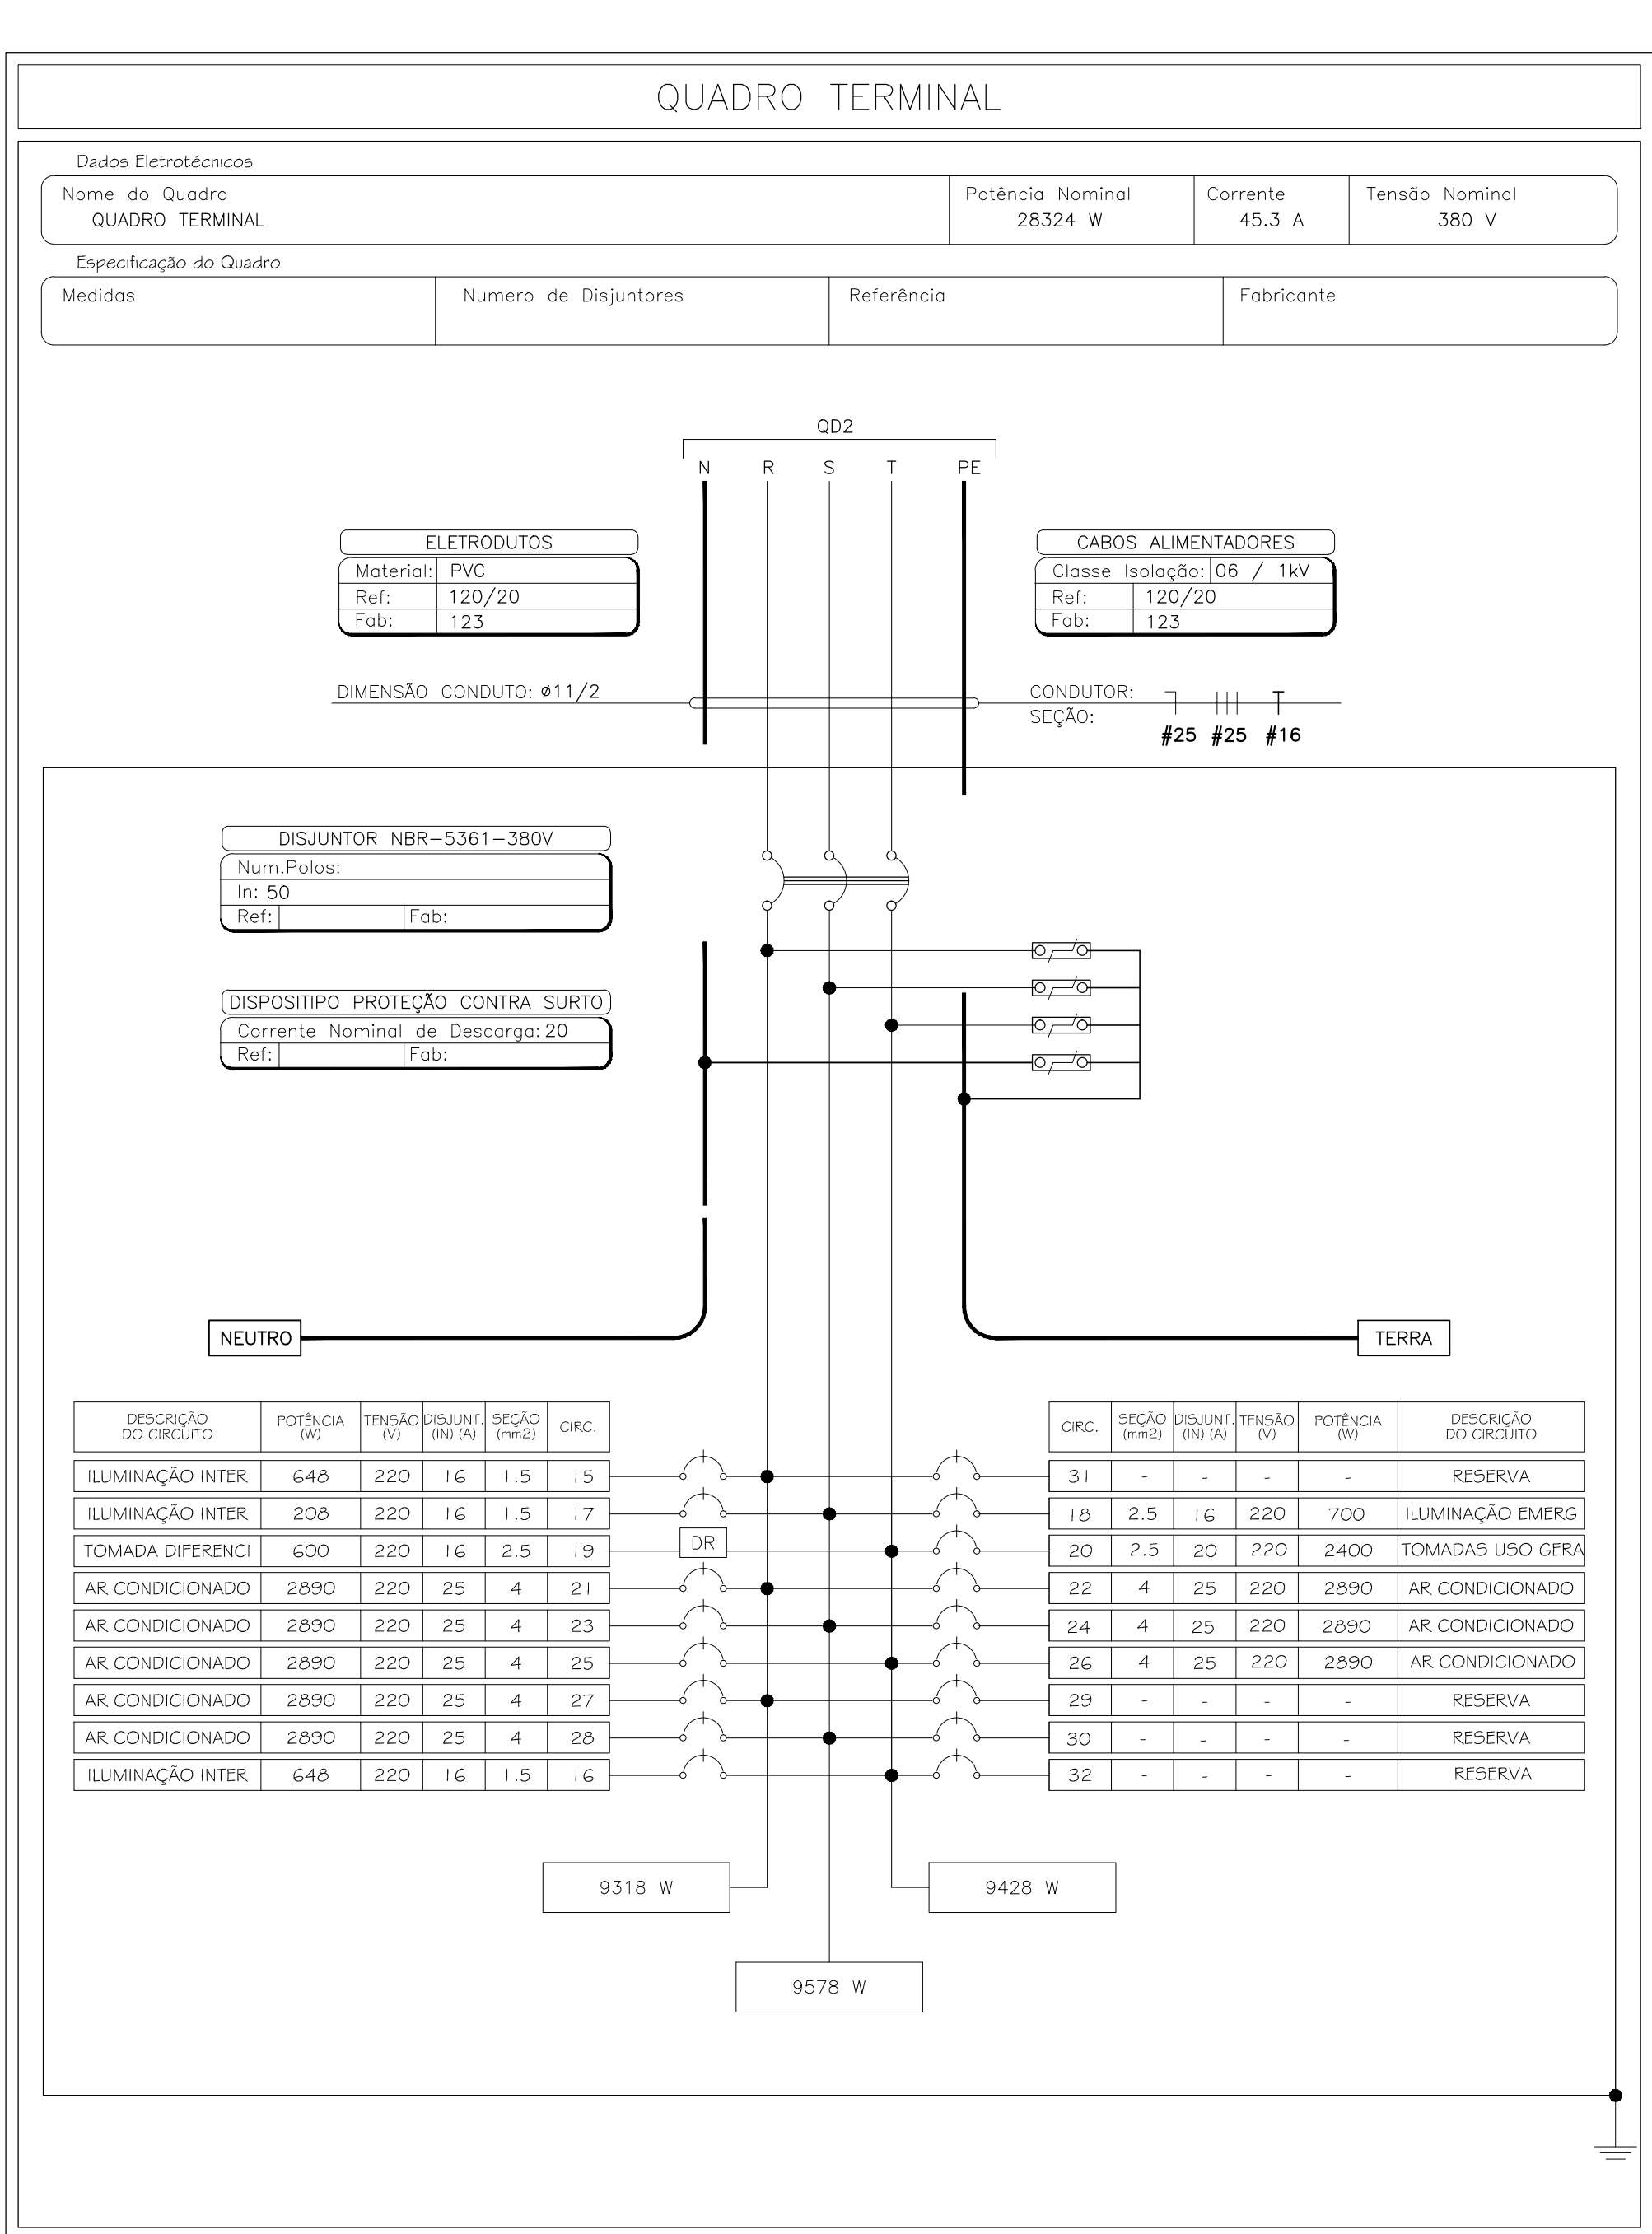 QUADRO TERMINAL
Dados Eletrotécnicos
Nome do Quadro Potência Nominal Corrente Tensão Nominal
QUADRO TERMINAL 28324 W 45.3 A 380 V
Especificação do Quadro
Medidas Numero de Disjuntores Referência Fabricante
QD2
N R S T PE
ELETRODUTOS
Material: PVC
Ref: 120/20
Fab: 123
CABOS ALIMENTADORES
Classe Isolação: 06 / 1kV
Ref: 120/20
Fab: 123
DIMENSÃO CONDUTO: ø11/2
CONDUTOR:
SEÇÃO:
#25 #25 #16
DISJUNTOR NBR-5361-380V
Num.Polos:
In: 50
Ref: Fab:
DISPOSITIPO PROTEÇÃO CONTRA SURTO
Corrente Nominal de Descarga: 20
Ref: Fab:
NEUTRO TERRA
DESCRIÇÃO DO CIRCUITO POTÊNCIA (W) TENSÃO (V) DISJUNT. (IN) (A) SEÇÃO (mm2) CIRC. CIRC. SEÇÃO (mm2) DISJUNT. (IN) (A) TENSÃO (V) POTÊNCIA (W) DESCRIÇÃO DO CIRCUITO
ILUMINAÇÃO INTER 648 220 16 1.5 15 31 - - - - RESERVA
ILUMINAÇÃO INTER 208 220 16 1.5 17 18 2.5 16 220 700 ILUMINAÇÃO EMERG
TOMADA DIFERENCI 600 220 16 2.5 19 DR 20 2.5 20 220 2400 TOMADAS USO GERA
AR CONDICIONADO 2890 220 25 4 21 22 4 25 220 2890 AR CONDICIONADO
AR CONDICIONADO 2890 220 25 4 23 24 4 25 220 2890 AR CONDICIONADO
AR CONDICIONADO 2890 220 25 4 25 26 4 25 220 2890 AR CONDICIONADO
AR CONDICIONADO 2890 220 25 4 27 29 - - - - RESERVA
AR CONDICIONADO 2890 220 25 4 28 30 - - - - RESERVA
ILUMINAÇÃO INTER 648 220 16 1.5 16 32 - - - - RESERVA
9318 W 9428 W
9578 W